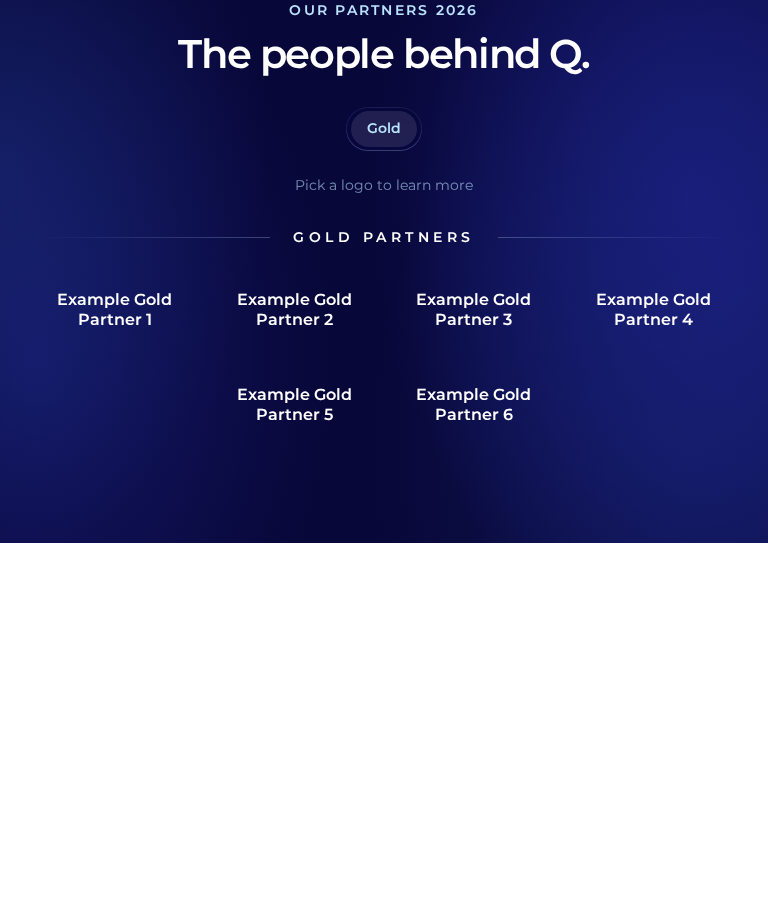 OUR PARTNERS 2026
The people behind Q.
Gold
Pick a logo to learn more
GOLD PARTNERS
Example Gold Partner 1
Example Gold Partner 2
Example Gold Partner 3
Example Gold Partner 4
Example Gold Partner 5
Example Gold Partner 6